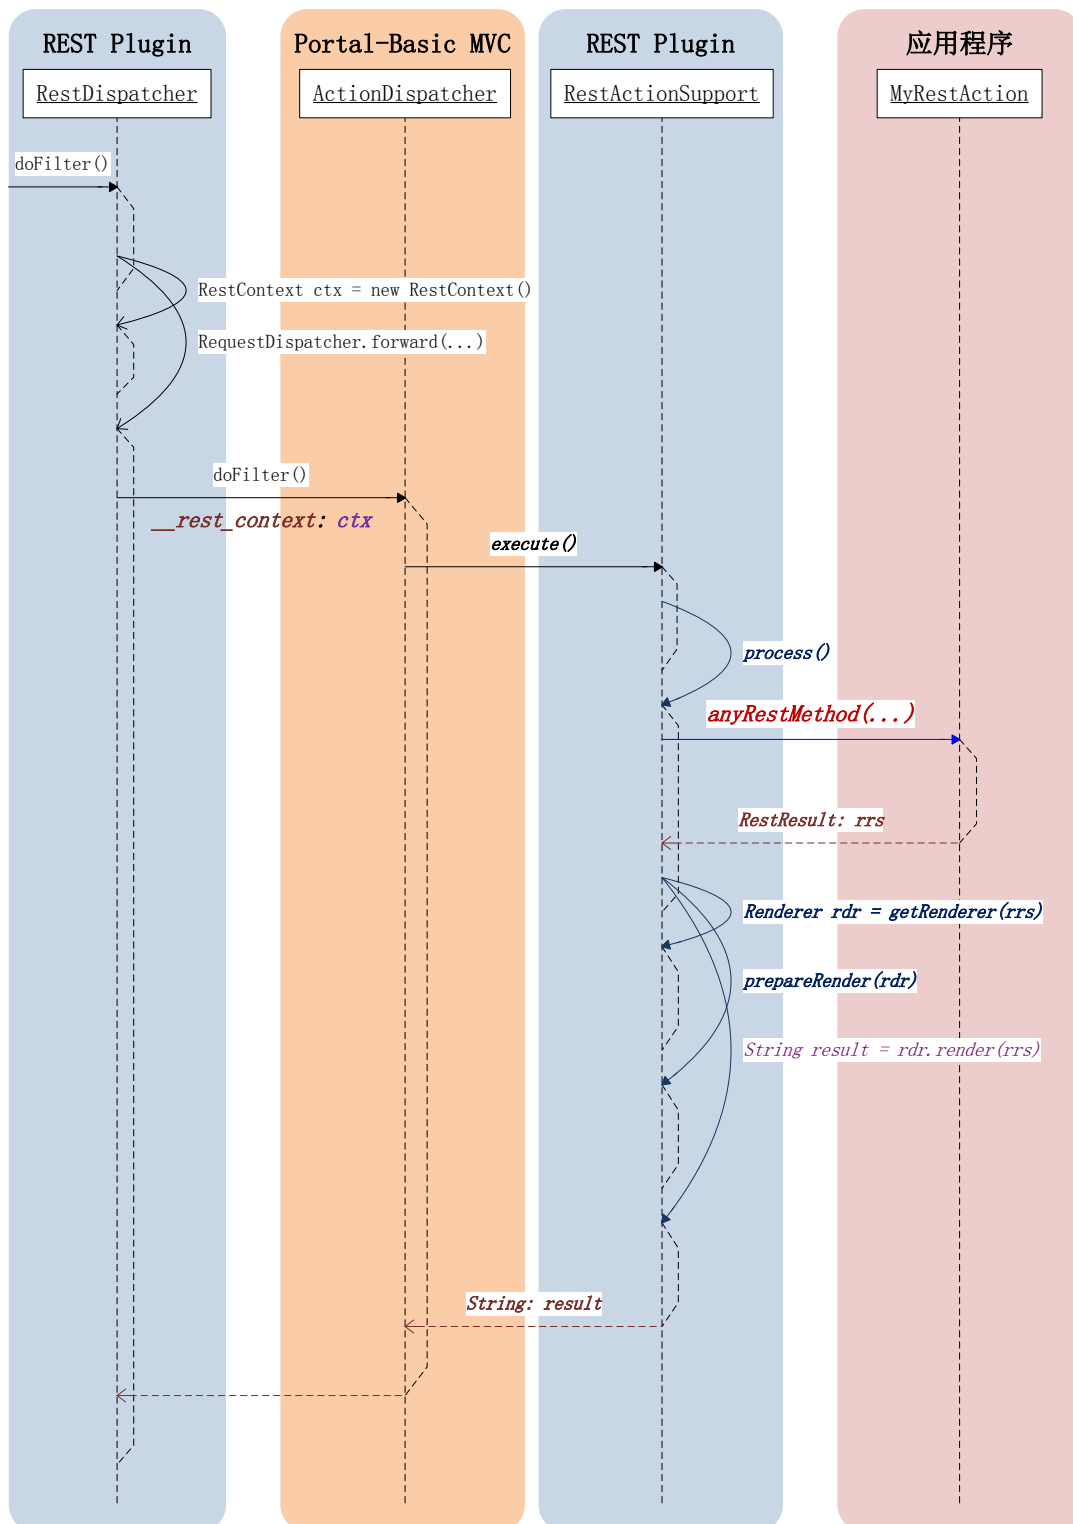 REST Plugin
Portal-Basic MVC
REST Plugin
应用程序
RestDispatcher
ActionDispatcher
RestActionSupport
MyRestAction
doFilter()
RestContext ctx = new RestContext()
RequestDispatcher.forward(...)
doFilter()
__rest_context: ctx
execute()
process()
anyRestMethod(...)
RestResult: rrs
Renderer rdr = getRenderer(rrs)
prepareRender(rdr)
String result = rdr.render(rrs)
String: result